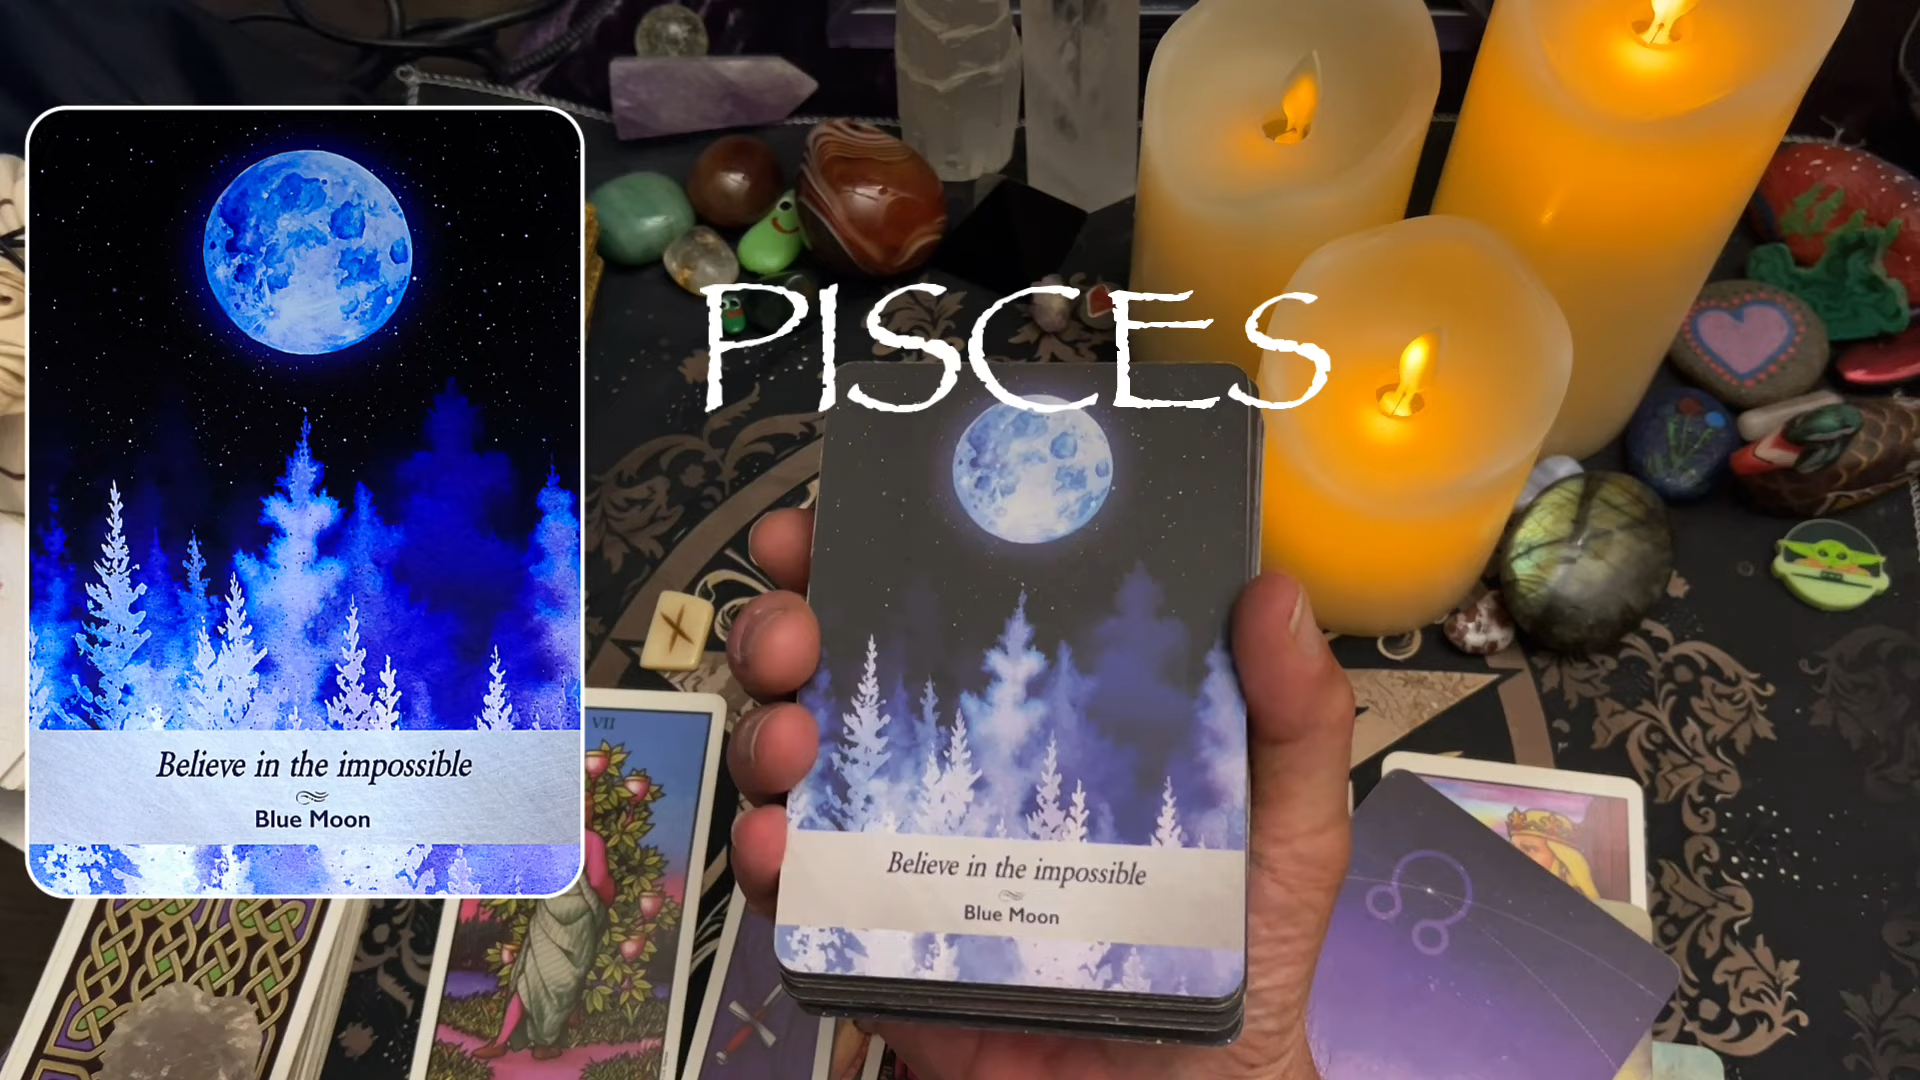 PISCES
Believe in the impossible
Blue Moon
VII
Believe in the impossible
Blue Moon